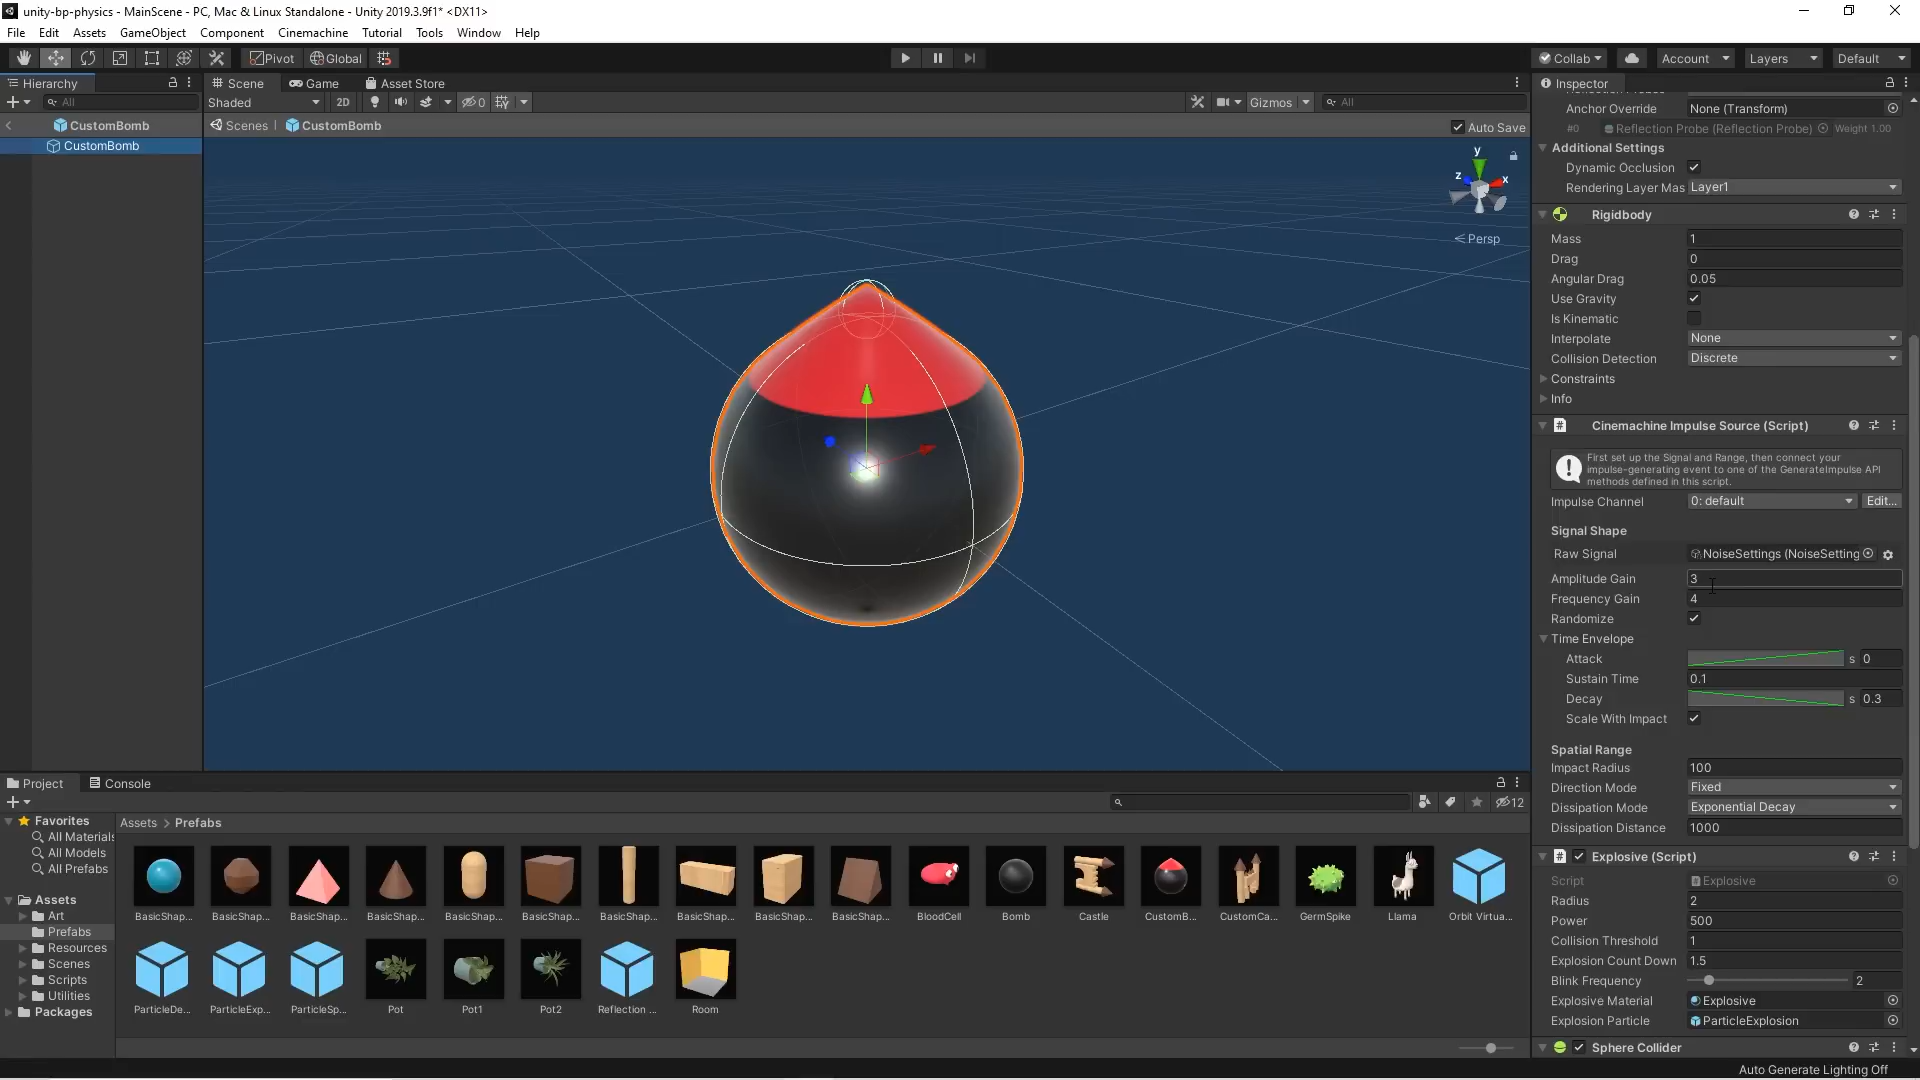 unity-bp-physics - MainScene - PC, Mac & Linux Standalone - Unity 2019.3.9f1* <DX11>
File Edit Assets GameObject Component Cinemachine Tutorial Tools Window Help
Pivot Global Collab Account Layers Default
Hierarchy
All
CustomBomb
CustomBomb
Scene Game Asset Store
Shaded 2D 0 Gizmos All
Scenes CustomBomb Auto Save
y
z x
Persp
Inspector
Anchor Override None (Transform)
#0 Reflection Probe (Reflection Probe) Weight 1.00
Additional Settings
Dynamic Occlusion
Rendering Layer Mas Layer1
Rigidbody
Mass 1
Drag 0
Angular Drag 0.05
Use Gravity
Is Kinematic
Interpolate None
Collision Detection Discrete
Constraints
Info
# Cinemachine Impulse Source (Script)
First set up the Signal and Range, then connect your
impulse-generating event to one of the GenerateImpulse API
methods defined in this script.
Impulse Channel 0: default Edit...
Signal Shape
Raw Signal NoiseSettings (NoiseSetting
Amplitude Gain 3
Frequency Gain 4
Randomize
Time Envelope
Attack s 0
Sustain Time 0.1
Decay s 0.3
Scale With Impact
Spatial Range
Impact Radius 100
Direction Mode Fixed
Dissipation Mode Exponential Decay
Dissipation Distance 1000
# Explosive (Script)
Script Explosive
Radius 2
Power 500
Collision Threshold 1
Explosion Count Down 1.5
Blink Frequency 2
Explosive Material Explosive
Explosion Particle ParticleExplosion
Sphere Collider
Project Console
12
Favorites
All Materials
All Models
All Prefabs
Assets
Art
Prefabs
Resources
Scenes
Scripts
Utilities
Packages
Assets > Prefabs
BasicShap... BasicShap... BasicShap... BasicShap... BasicShap... BasicShap... BasicShap... BasicShap... BasicShap... BasicShap... BloodCell Bomb Castle CustomB... CustomCa... GermSpike Llama Orbit Virtua...
ParticleDe... ParticleExp... ParticleSp... Pot Pot1 Pot2 Reflection ... Room
Auto Generate Lighting Off